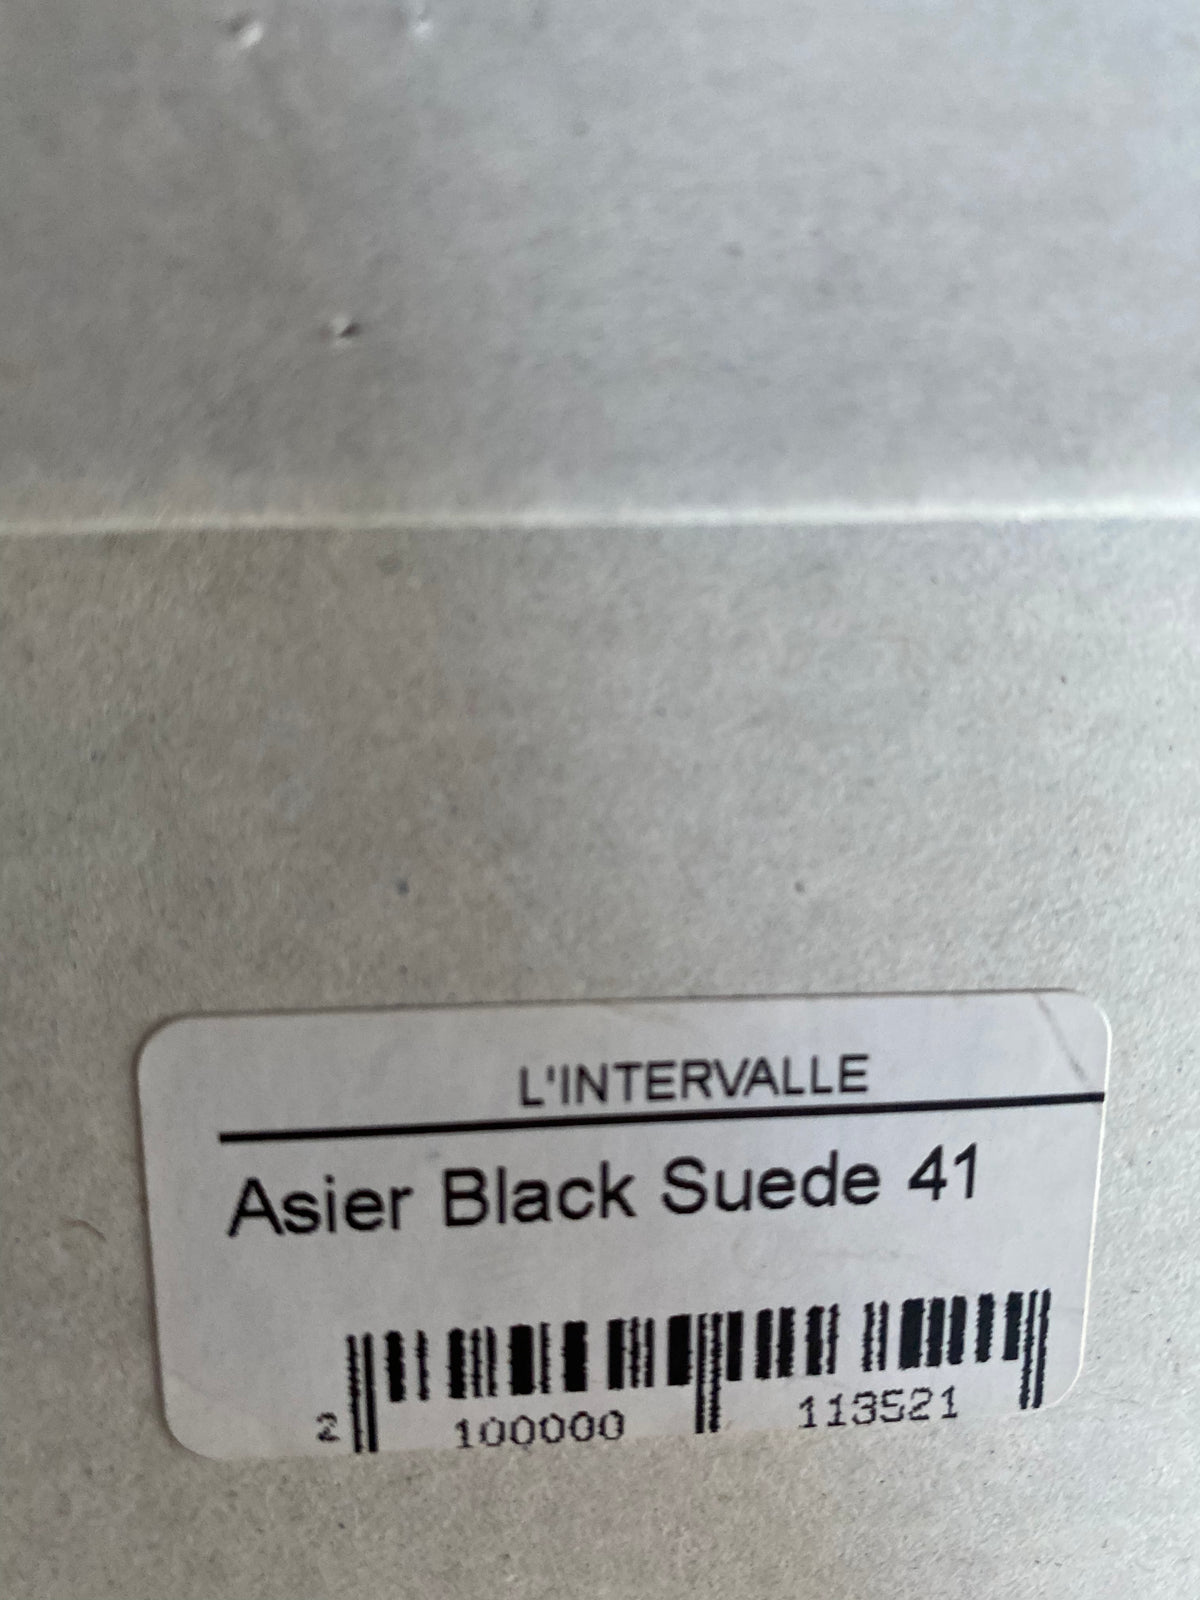 L'INTERVALLE
Asier Black Suede 41
2 100000 113521